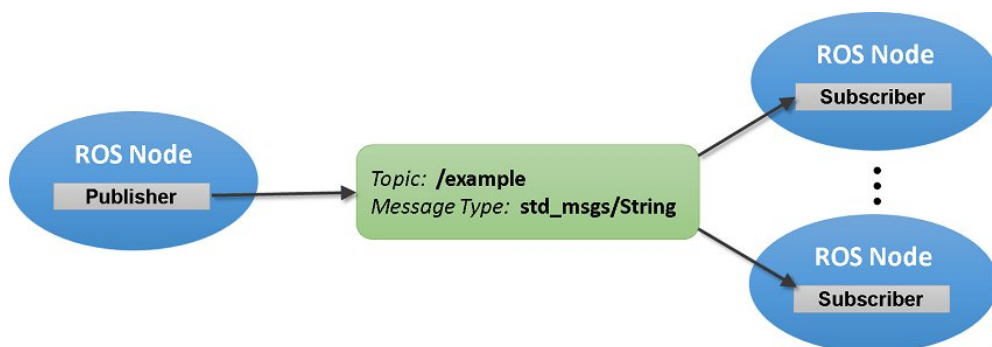 ROS Node
Publisher
Topic: /example
Message Type: std_msgs/String
ROS Node
Subscriber
ROS Node
Subscriber